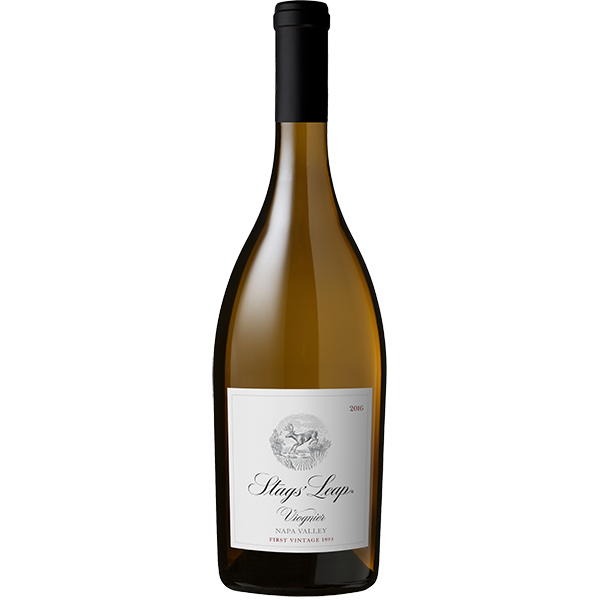 2016
Stags' Leap
Viognier
NAPA VALLEY
FIRST VINTAGE 1893